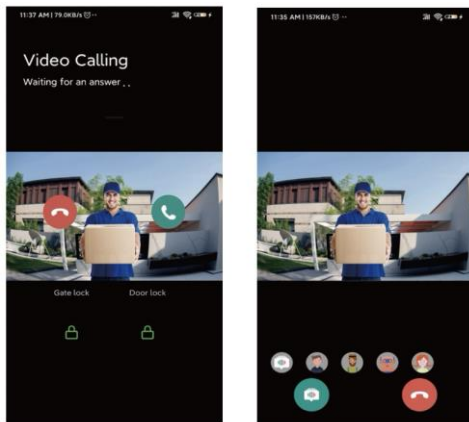 11:37 AM | 79.0KB/s
Video Calling
Waiting for an answer . .
Gate lock
Door lock
11:35 AM | 157KB/s